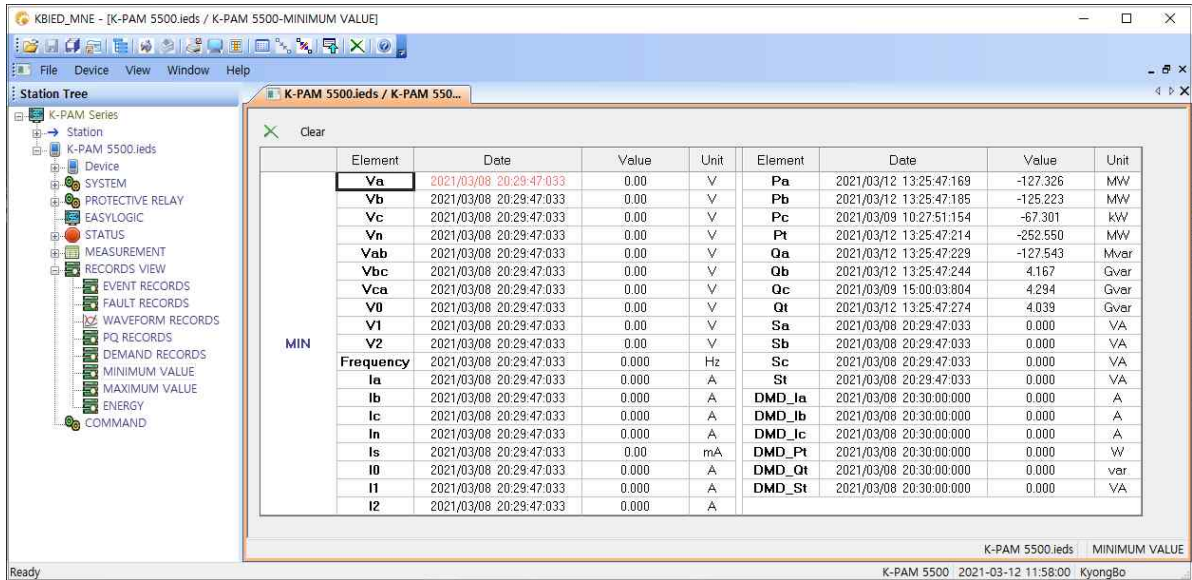 KBIED_MNE - [K-PAM 5500.ieds / K-PAM 5500-MINIMUM VALUE]
File Device View Window Help
Station Tree
K-PAM 5500.ieds / K-PAM 550...
K-PAM Series
Station
K-PAM 5500.ieds
Device
SYSTEM
PROTECTIVE RELAY
EASYLOGIC
STATUS
MEASUREMENT
RECORDS VIEW
EVENT RECORDS
FAULT RECORDS
WAVEFORM RECORDS
PQ RECORDS
DEMAND RECORDS
MINIMUM VALUE
MAXIMUM VALUE
ENERGY
COMMAND
Clear
Element Date Value Unit Element Date Value Unit
Va 2021/03/08 20:29:47:033 0.00 V Pa 2021/03/12 13:25:47:169 -127.326 MW
Vb 2021/03/08 20:29:47:033 0.00 V Pb 2021/03/12 13:25:47:185 -125.223 MW
Vc 2021/03/08 20:29:47:033 0.00 V Pc 2021/03/09 10:27:51:154 -67.301 kW
Vn 2021/03/08 20:29:47:033 0.00 V Pt 2021/03/12 13:25:47:214 -252.550 MW
Vab 2021/03/08 20:29:47:033 0.00 V Qa 2021/03/12 13:25:47:229 -127.543 Mvar
Vbc 2021/03/08 20:29:47:033 0.00 V Qb 2021/03/12 13:25:47:244 4.167 Gvar
Vca 2021/03/08 20:29:47:033 0.00 V Qc 2021/03/09 15:00:03:804 4.294 Gvar
V0 2021/03/08 20:29:47:033 0.00 V Qt 2021/03/12 13:25:47:274 4.039 Gvar
V1 2021/03/08 20:29:47:033 0.00 V Sa 2021/03/08 20:29:47:033 0.000 VA
MIN V2 2021/03/08 20:29:47:033 0.00 V Sb 2021/03/08 20:29:47:033 0.000 VA
Frequency 2021/03/08 20:29:47:033 0.000 Hz Sc 2021/03/08 20:29:47:033 0.000 VA
Ia 2021/03/08 20:29:47:033 0.000 A St 2021/03/08 20:29:47:033 0.000 VA
Ib 2021/03/08 20:29:47:033 0.000 A DMD_Ia 2021/03/08 20:30:00:000 0.000 A
Ic 2021/03/08 20:29:47:033 0.000 A DMD_Ib 2021/03/08 20:30:00:000 0.000 A
In 2021/03/08 20:29:47:033 0.000 A DMD_Ic 2021/03/08 20:30:00:000 0.000 A
Is 2021/03/08 20:29:47:033 0.00 mA DMD_Pt 2021/03/08 20:30:00:000 0.000 W
I0 2021/03/08 20:29:47:033 0.000 A DMD_Qt 2021/03/08 20:30:00:000 0.000 var
I1 2021/03/08 20:29:47:033 0.000 A DMD_St 2021/03/08 20:30:00:000 0.000 VA
I2 2021/03/08 20:29:47:033 0.000 A
K-PAM 5500.ieds MINIMUM VALUE
Ready K-PAM 5500 2021-03-12 11:58:00 KyongBo